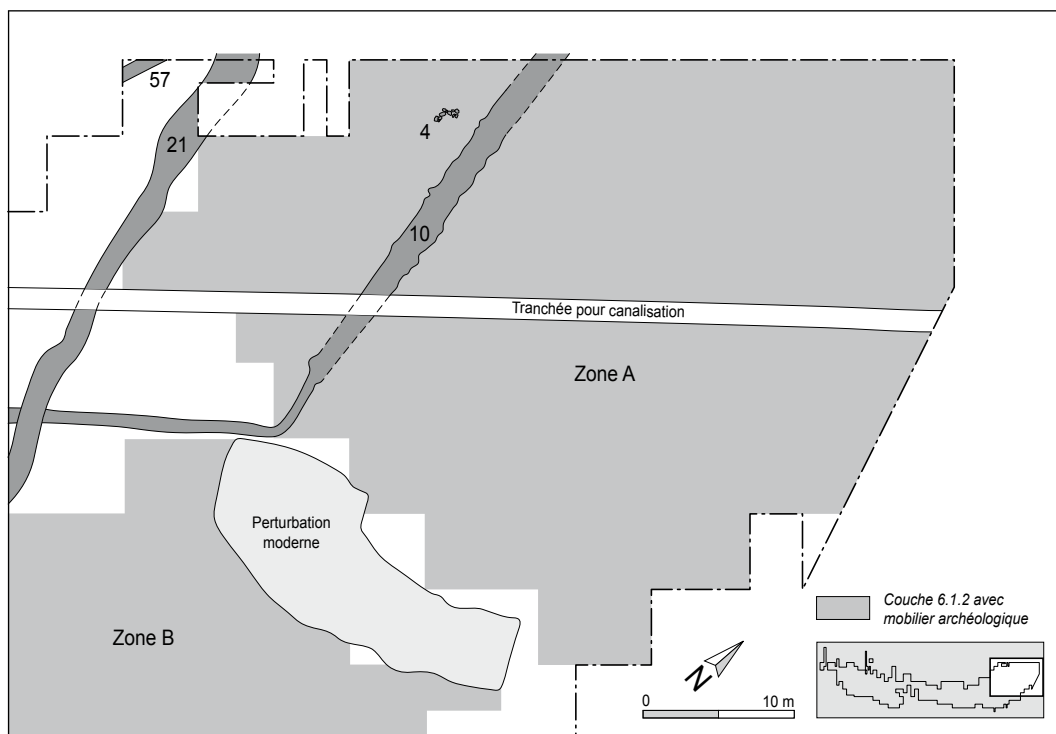 57
21
4
10
Tranchée pour canalisation
Zone A
Perturbation
moderne
Zone B
Couche 6.1.2 avec
mobilier archéologique
N
0 10 m